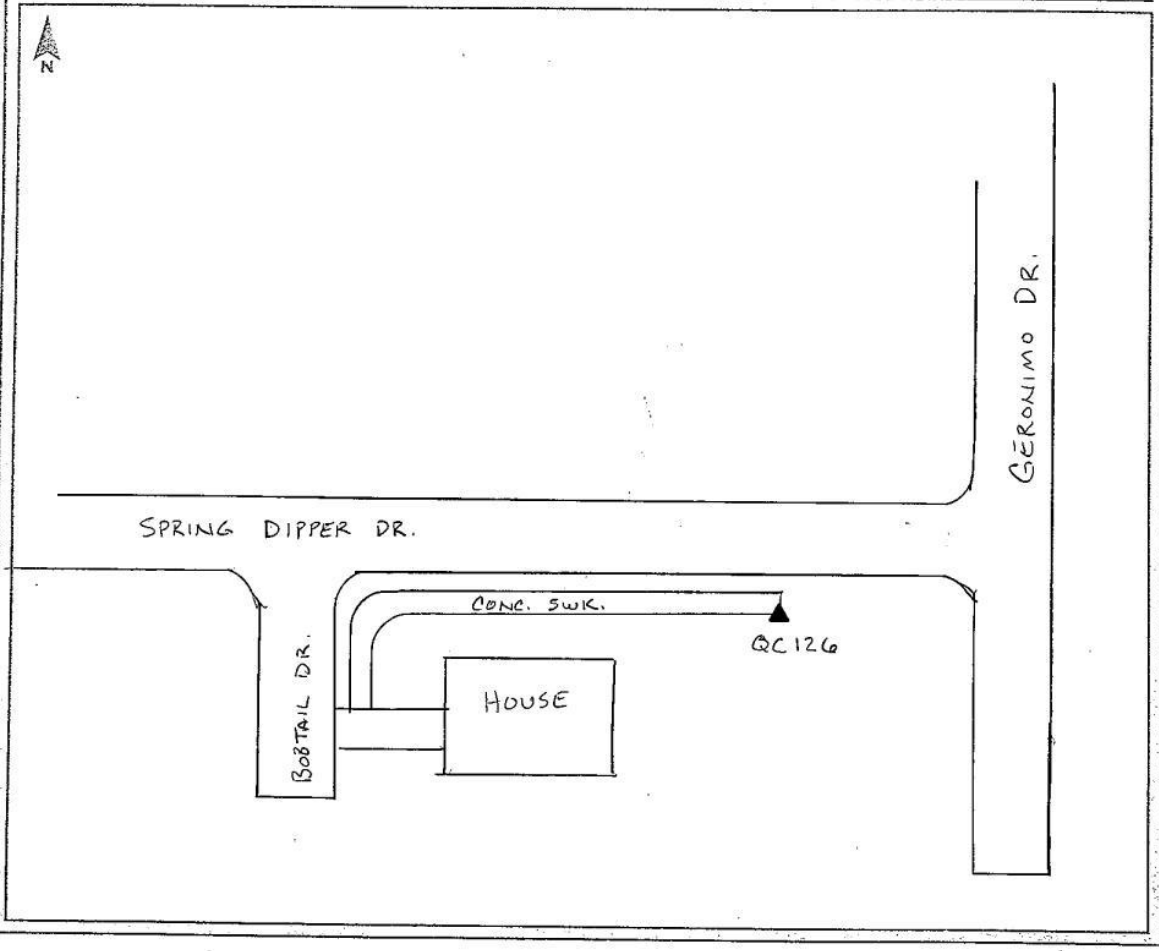 N
GERONIMO DR.
SPRING DIPPER DR.
CONC. SWK.
QC126
BOBTAIL DR.
HOUSE